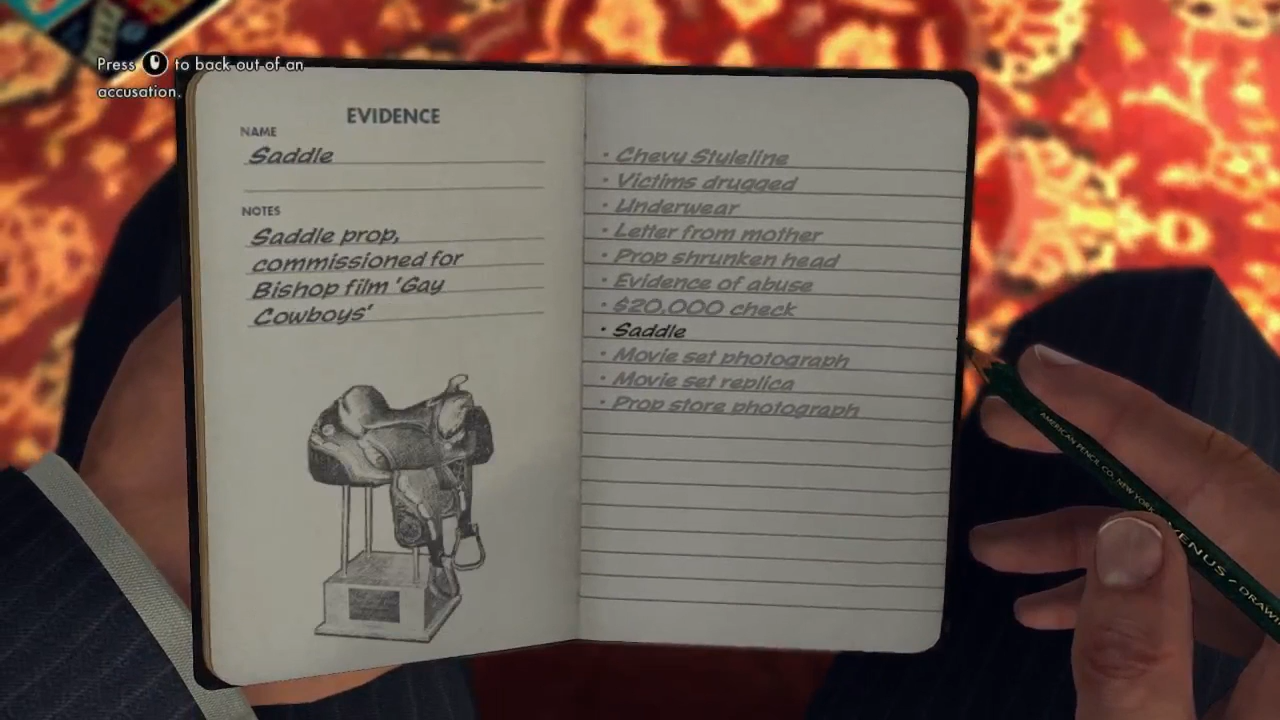 Press to back out of an
accusation.
EVIDENCE
NAME
Saddle
NOTES
Saddle prop,
commissioned for
Bishop film 'Gay
Cowboys'
· Chevy Styleline
· Victims drugged
· Underwear
· Letter from mother
· Prop shrunken head
· Evidence of abuse
· $20,000 check
· Saddle
· Movie set photograph
· Movie set replica
· Prop store photograph
AMERICAN PENCIL CO. NEW YORK VENUS / DRAWI